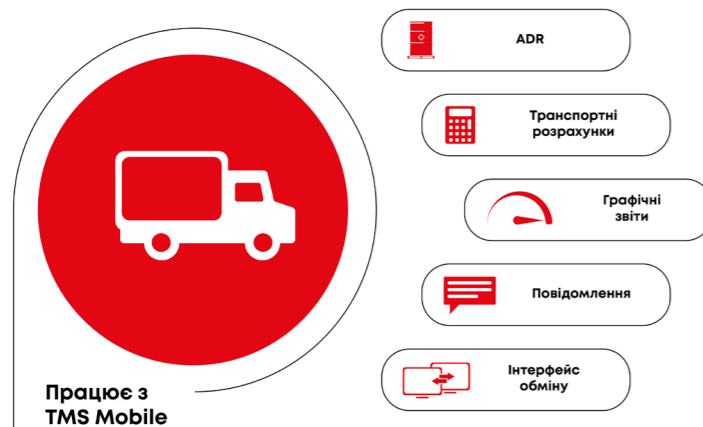 ADR
Транспортні
розрахунки
Графічні
звіти
Повідомлення
Інтерфейс
обміну
Працює з
TMS Mobile